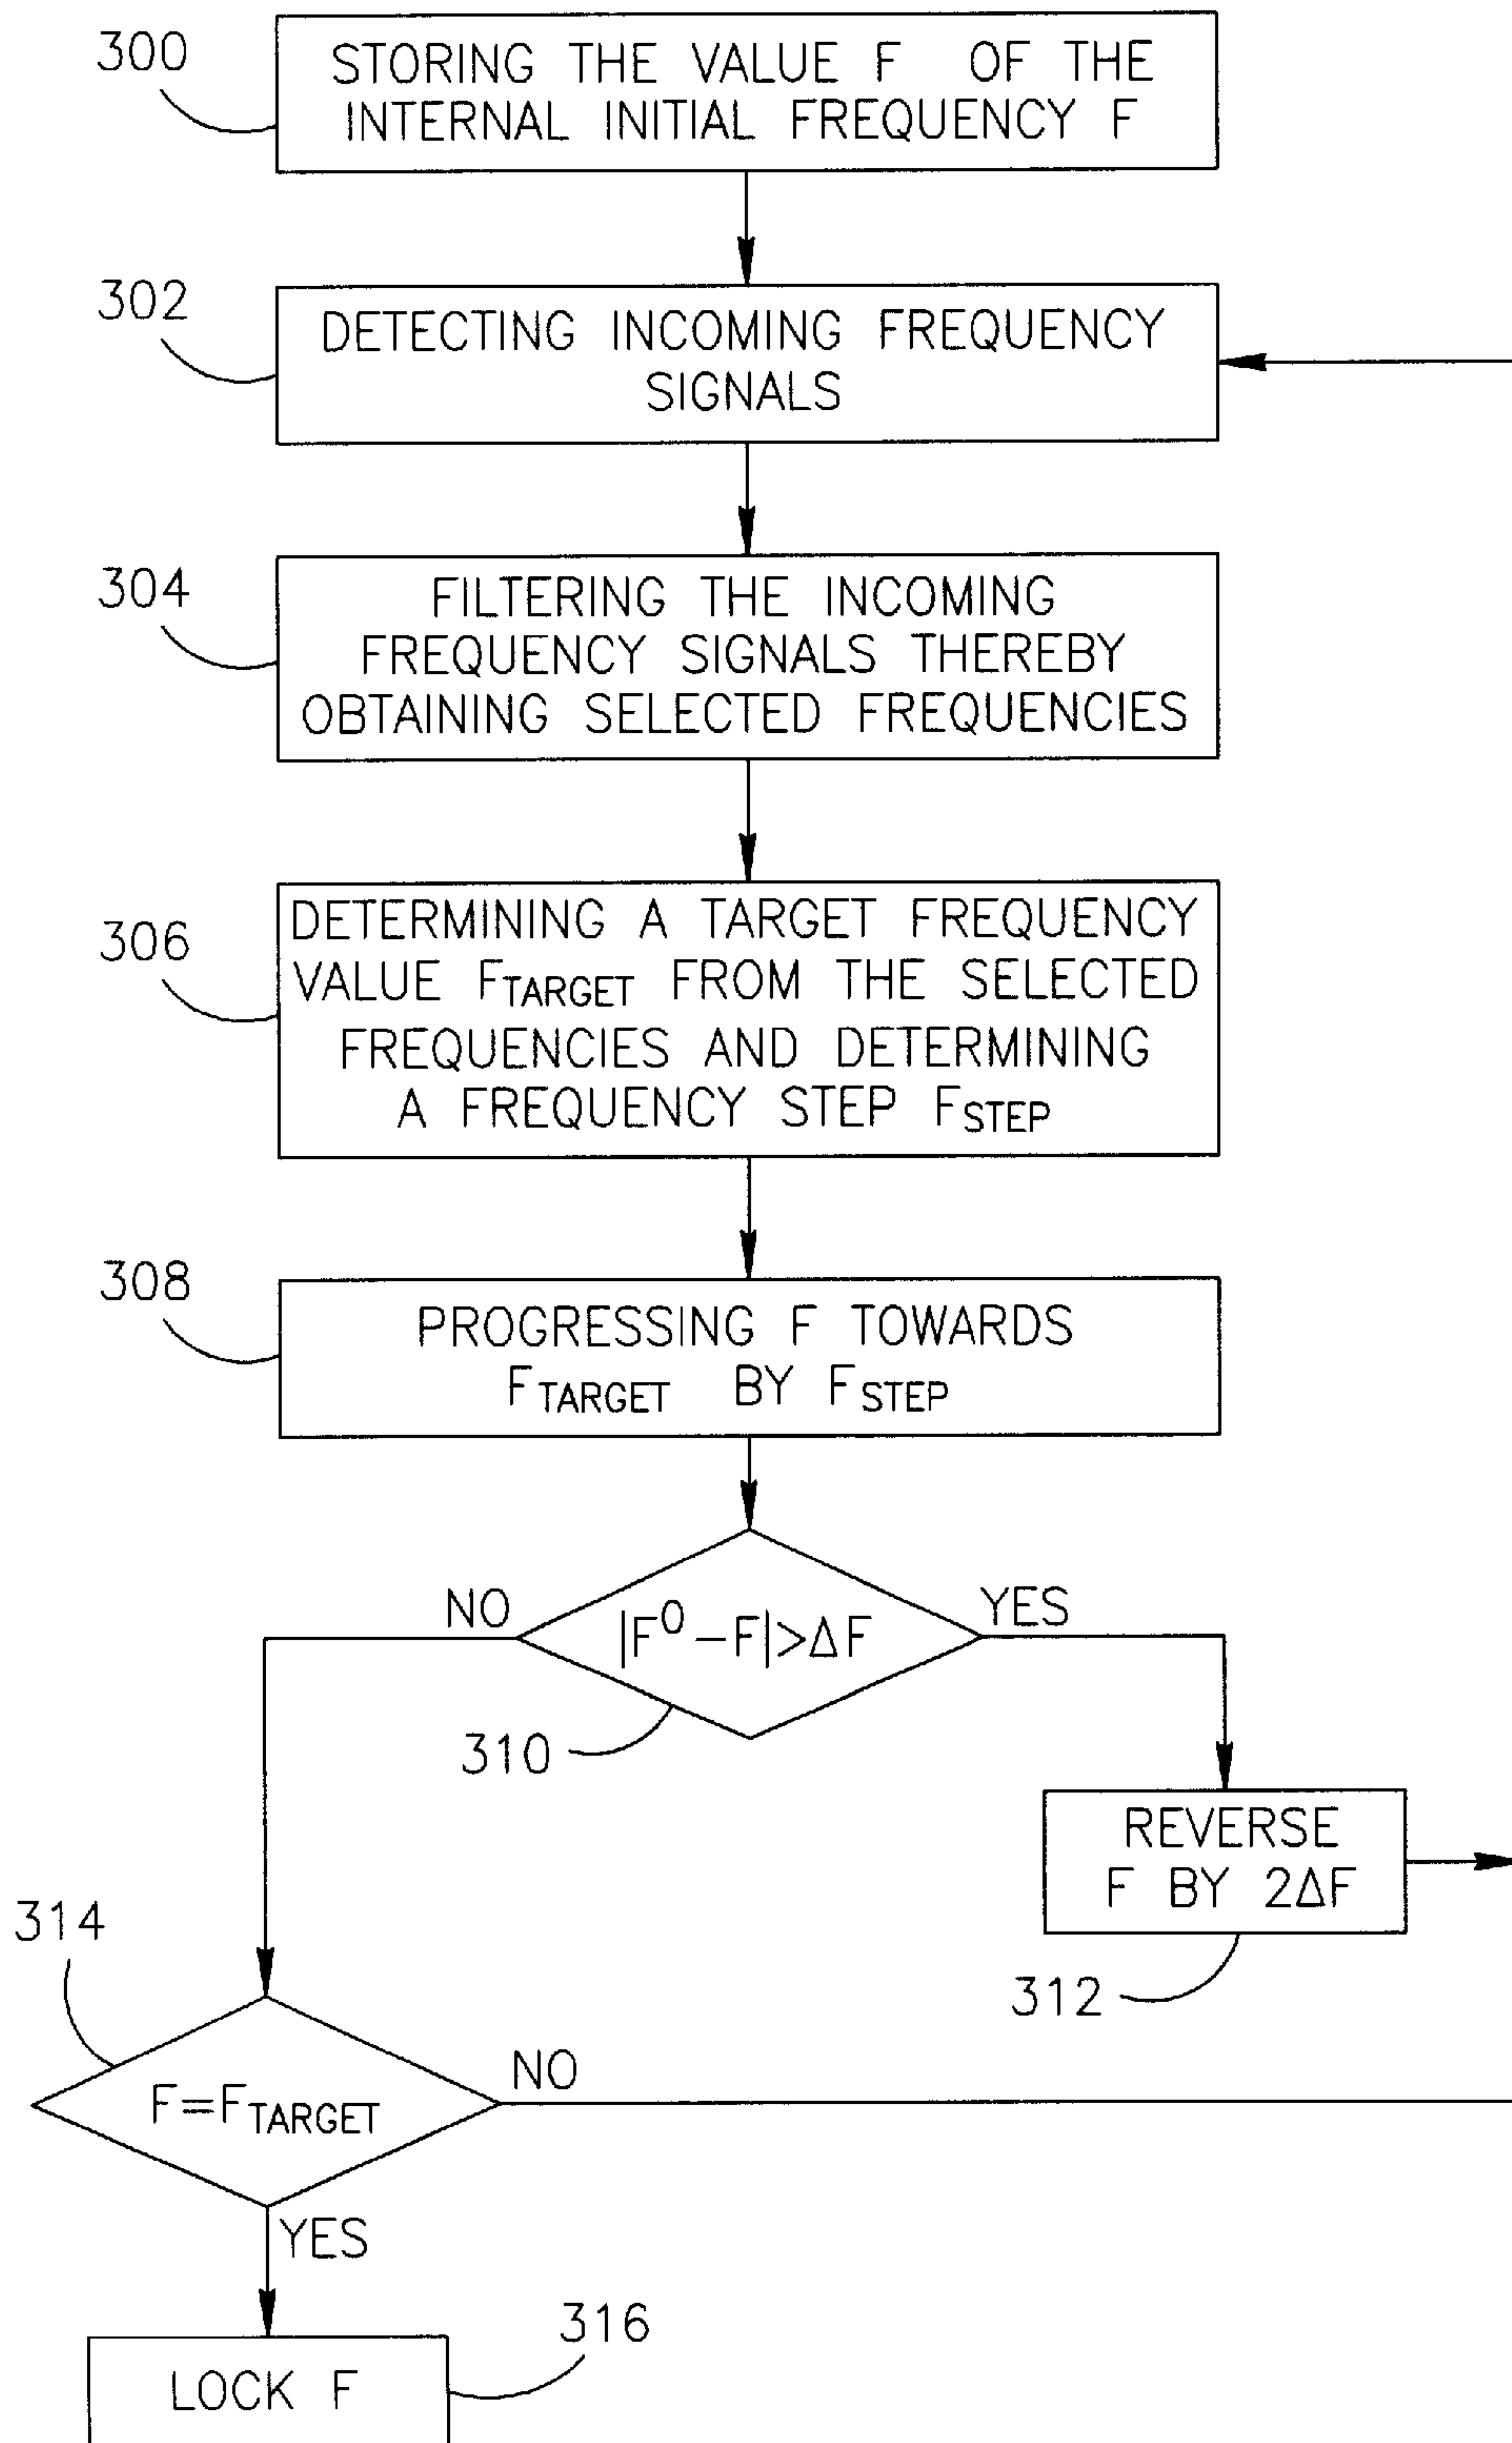 300
STORING THE VALUE F OF THE
INTERNAL INITIAL FREQUENCY F
302
DETECTING INCOMING FREQUENCY
SIGNALS
304
FILTERING THE INCOMING
FREQUENCY SIGNALS THEREBY
OBTAINING SELECTED FREQUENCIES
306
DETERMINING A TARGET FREQUENCY
VALUE FTARGET FROM THE SELECTED
FREQUENCIES AND DETERMINING
A FREQUENCY STEP FSTEP
308
PROGRESSING F TOWARDS
FTARGET BY FSTEP
NO
|F⁰-F|>ΔF
YES
310
REVERSE
F BY 2ΔF
312
314
F=FTARGET
NO
YES
316
LOCK F